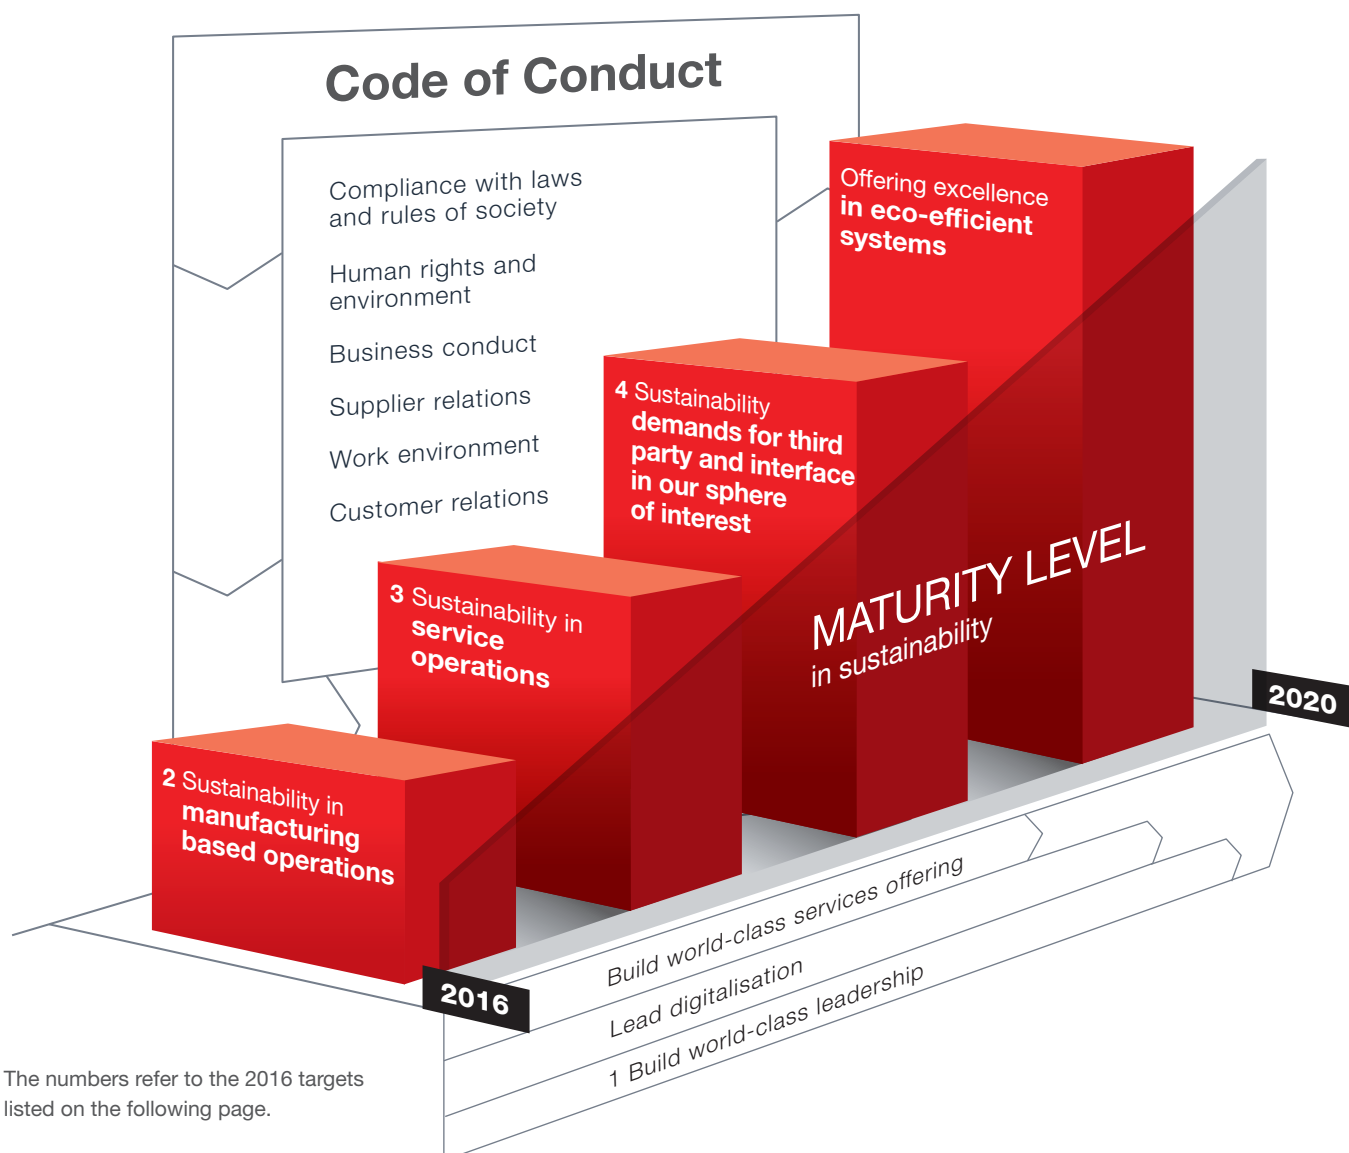 Code of Conduct
Compliance with laws
and rules of society
Human rights and
environment
Business conduct
Supplier relations
Work environment
Customer relations
Offering excellence
in eco-efficient
systems
4 Sustainability
demands for third
party and interface
in our sphere
of interest
3 Sustainability in
service
operations
2 Sustainability in
manufacturing
based operations
MATURITY LEVEL
in sustainability
2020
2016
Build world-class services offering
Lead digitalisation
1 Build world-class leadership
The numbers refer to the 2016 targets
listed on the following page.